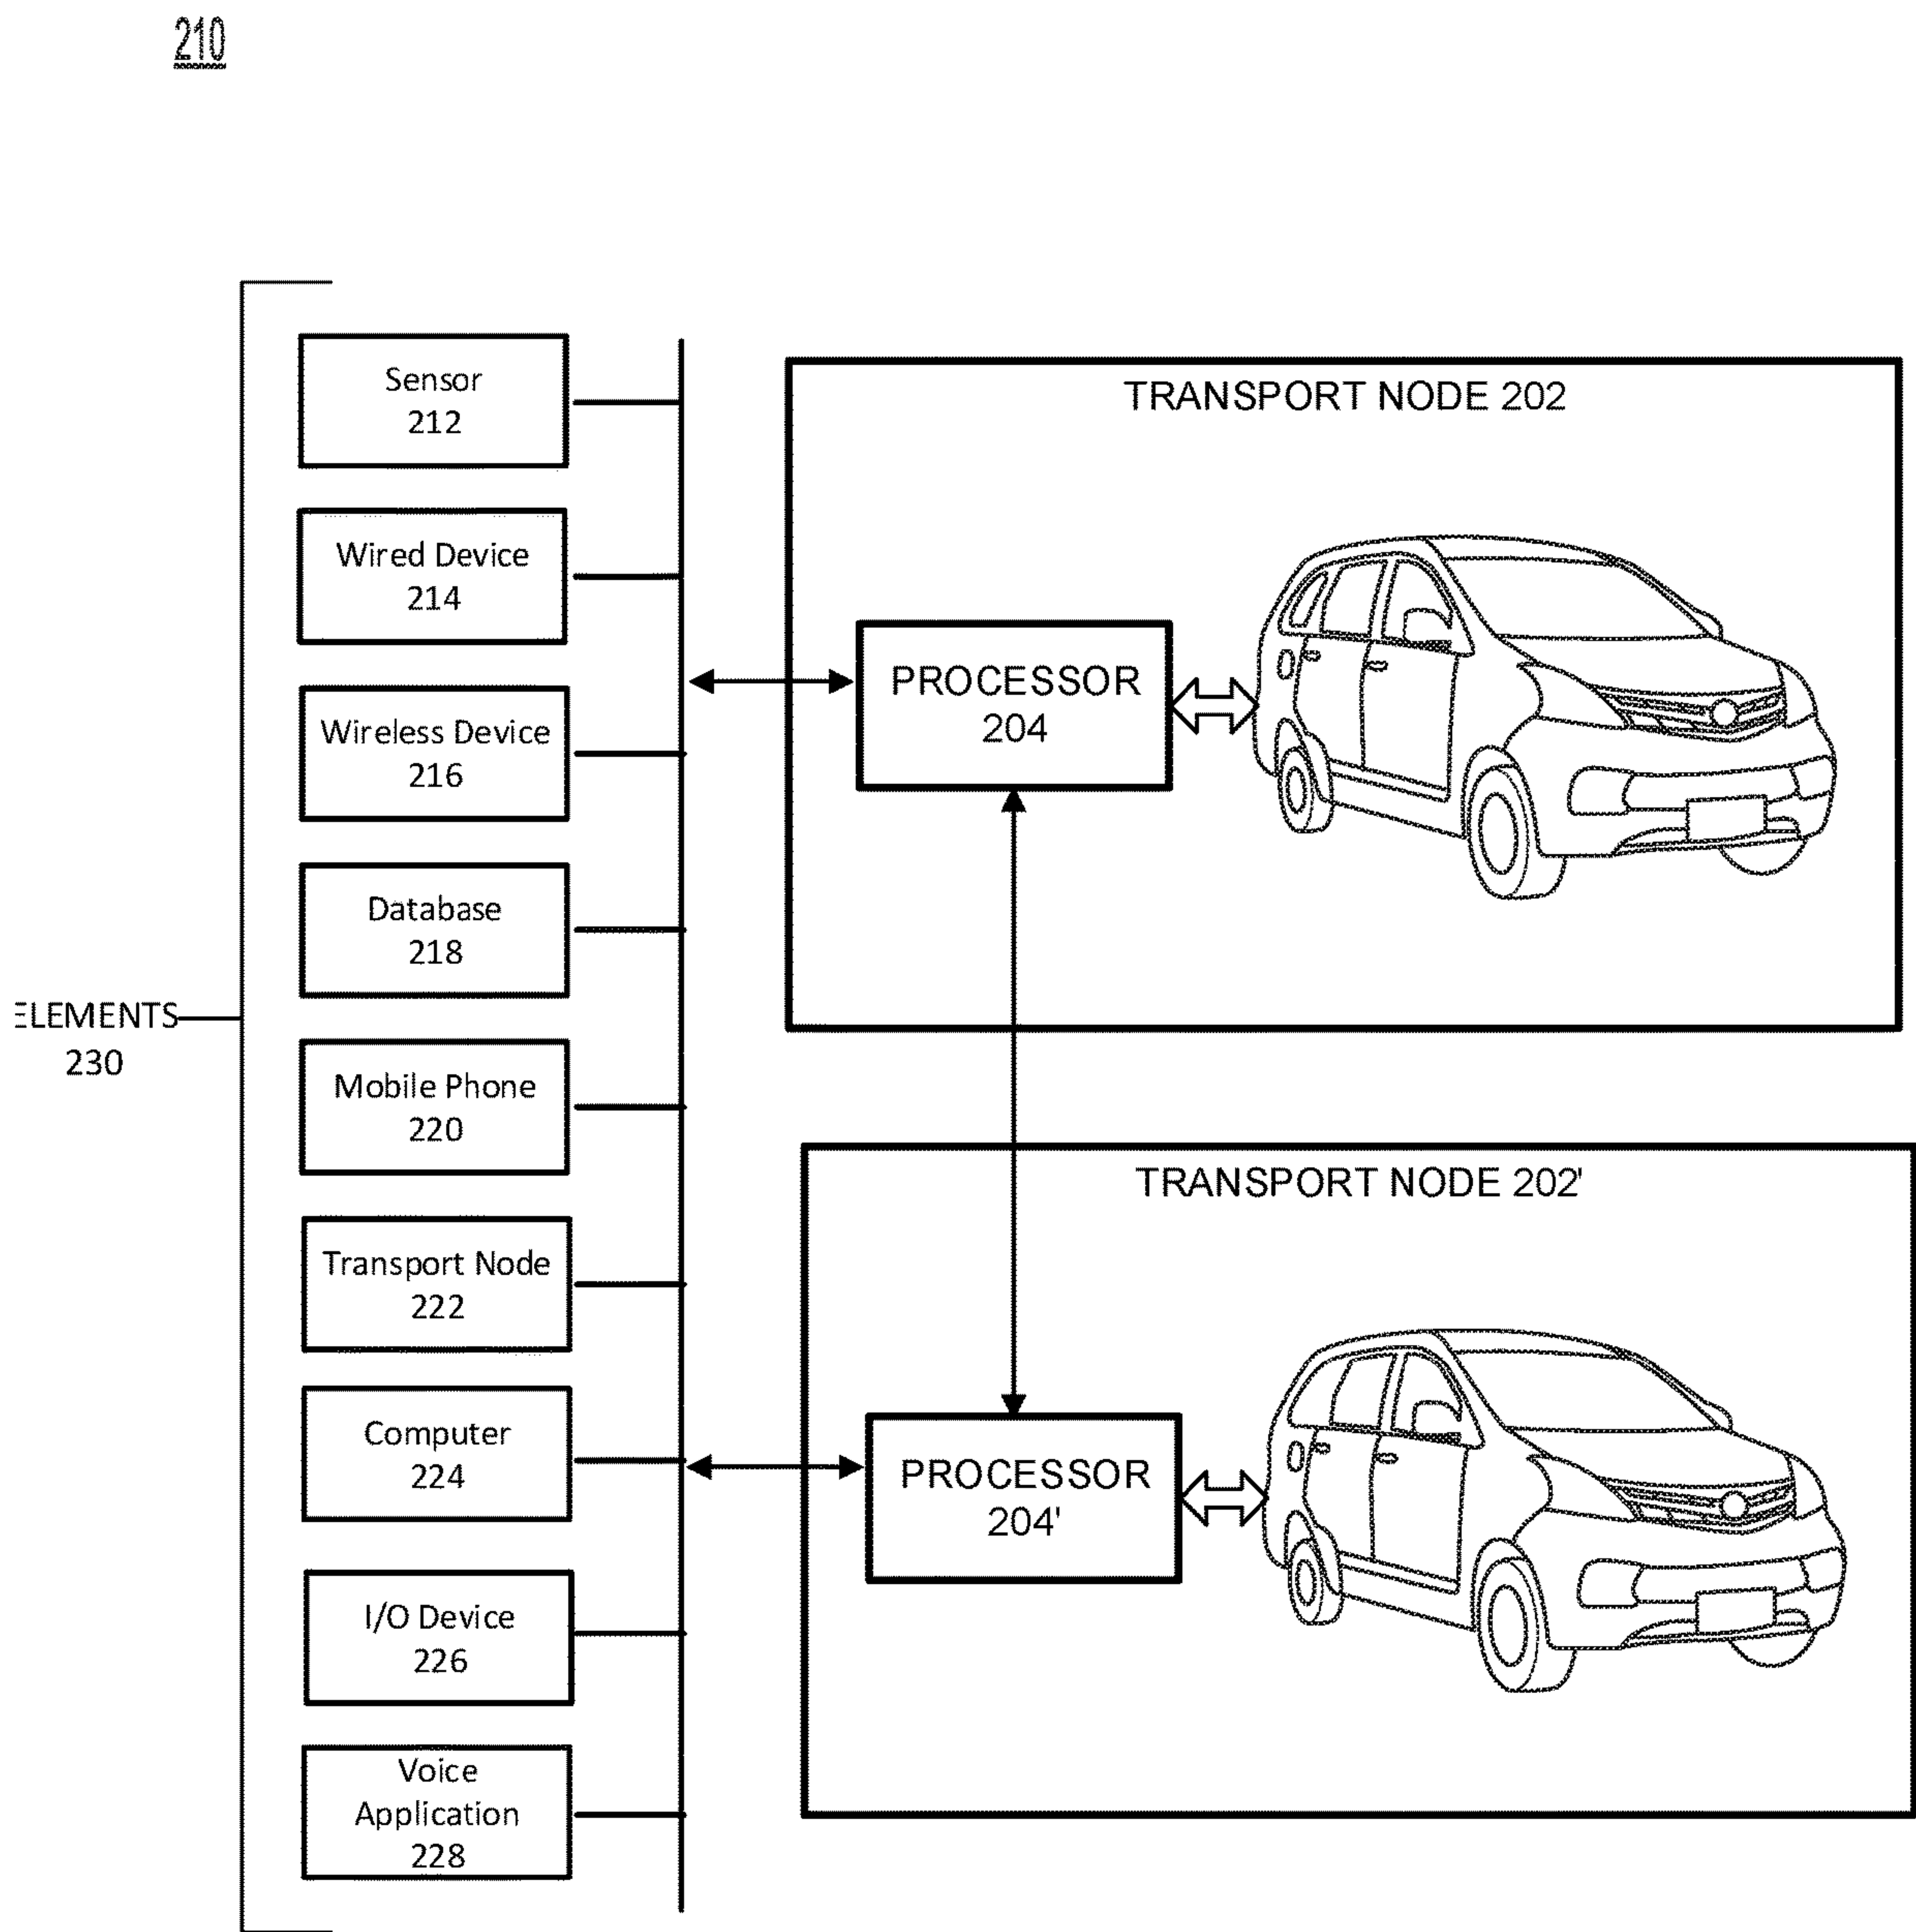 210
Sensor
212
Wired Device
214
Wireless Device
216
Database
218
ELEMENTS
230
Mobile Phone
220
Transport Node
222
Computer
224
I/O Device
226
Voice
Application
228
TRANSPORT NODE 202
PROCESSOR
204
TRANSPORT NODE 202'
PROCESSOR
204'